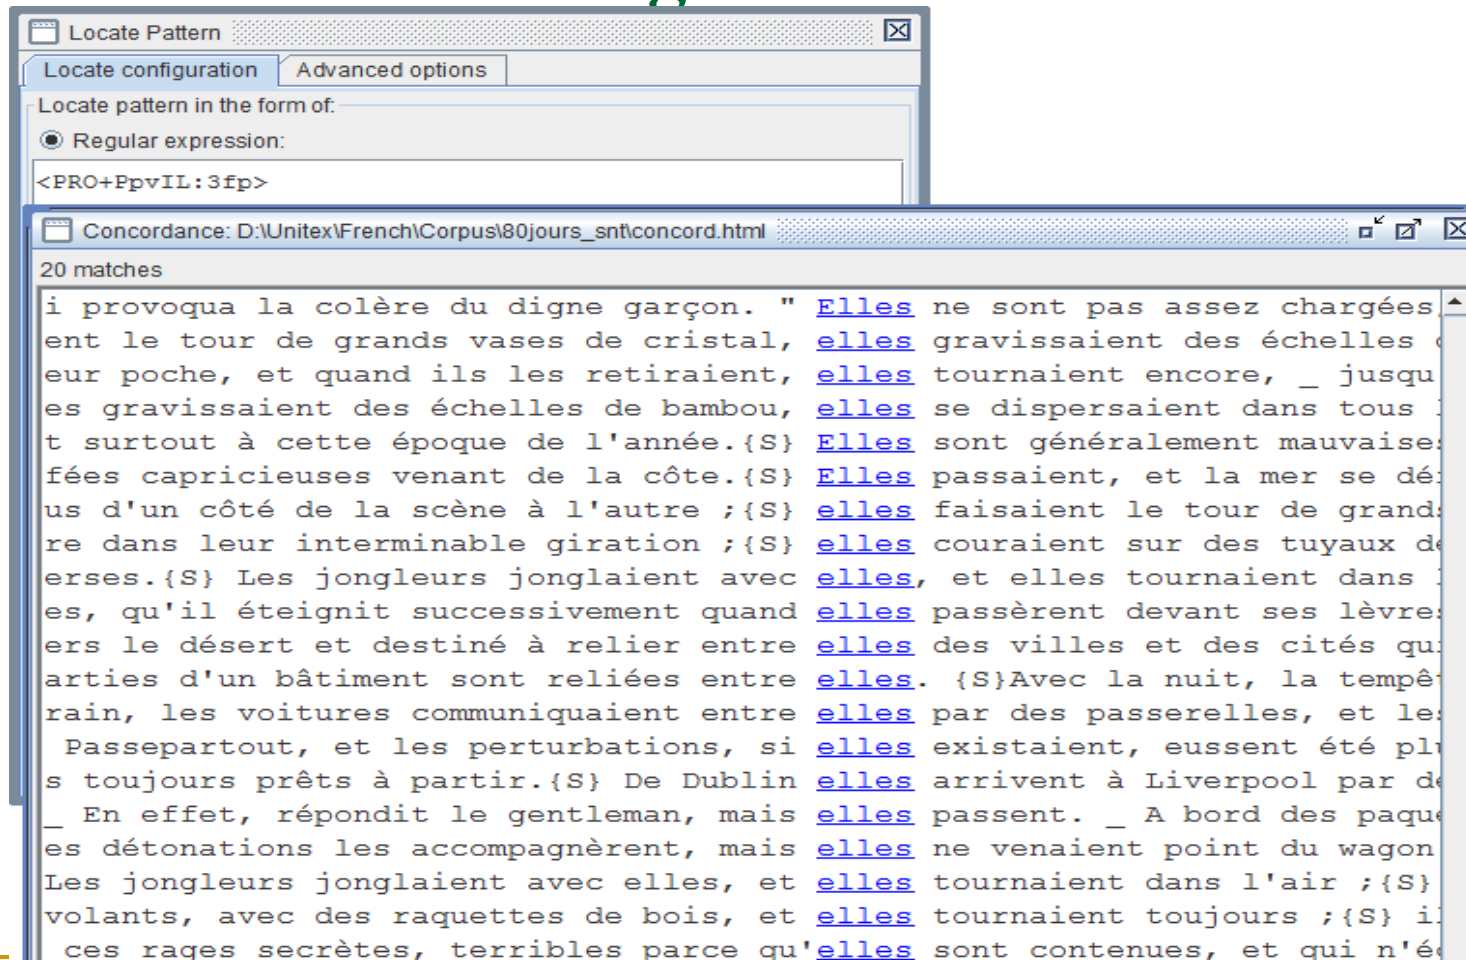 Locate Pattern
Locate configuration
Advanced options
Locate pattern in the form of:
Regular expression:
<PRO+PpvIL:3fp>
Concordance: D:\Unitex\French\Corpus\80jours_snt\concord.html
20 matches
i provoqua la colère du digne garçon. " Elles ne sont pas assez chargées
ent le tour de grands vases de cristal, elles gravissaient des échelles
eur poche, et quand ils les retiraient, elles tournaient encore, _ jusqu
es gravissaient des échelles de bambou, elles se dispersaient dans tous
t surtout à cette époque de l'année.{S} Elles sont généralement mauvaise
fées capricieuses venant de la côte.{S} Elles passaient, et la mer se dé
us d'un côté de la scène à l'autre ;{S} elles faisaient le tour de grand
re dans leur interminable giration ;{S} elles couraient sur des tuyaux d
erses.{S} Les jongleurs jonglaient avec elles, et elles tournaient dans
es, qu'il éteignit successivement quand elles passèrent devant ses lèvre
ers le désert et destiné à relier entre elles des villes et des cités qu
arties d'un bâtiment sont reliées entre elles. {S}Avec la nuit, la tempê
rain, les voitures communiquaient entre elles par des passerelles, et le
Passepartout, et les perturbations, si elles existaient, eussent été pl
s toujours prêts à partir.{S} De Dublin elles arrivent à Liverpool par d
_ En effet, répondit le gentleman, mais elles passent. _ A bord des paqu
es détonations les accompagnèrent, mais elles ne venaient point du wagon
Les jongleurs jonglaient avec elles, et elles tournaient dans l'air ;{S}
volants, avec des raquettes de bois, et elles tournaient toujours ;{S} i
ces rages secrètes, terribles parce qu'elles sont contenues, et qui n'é